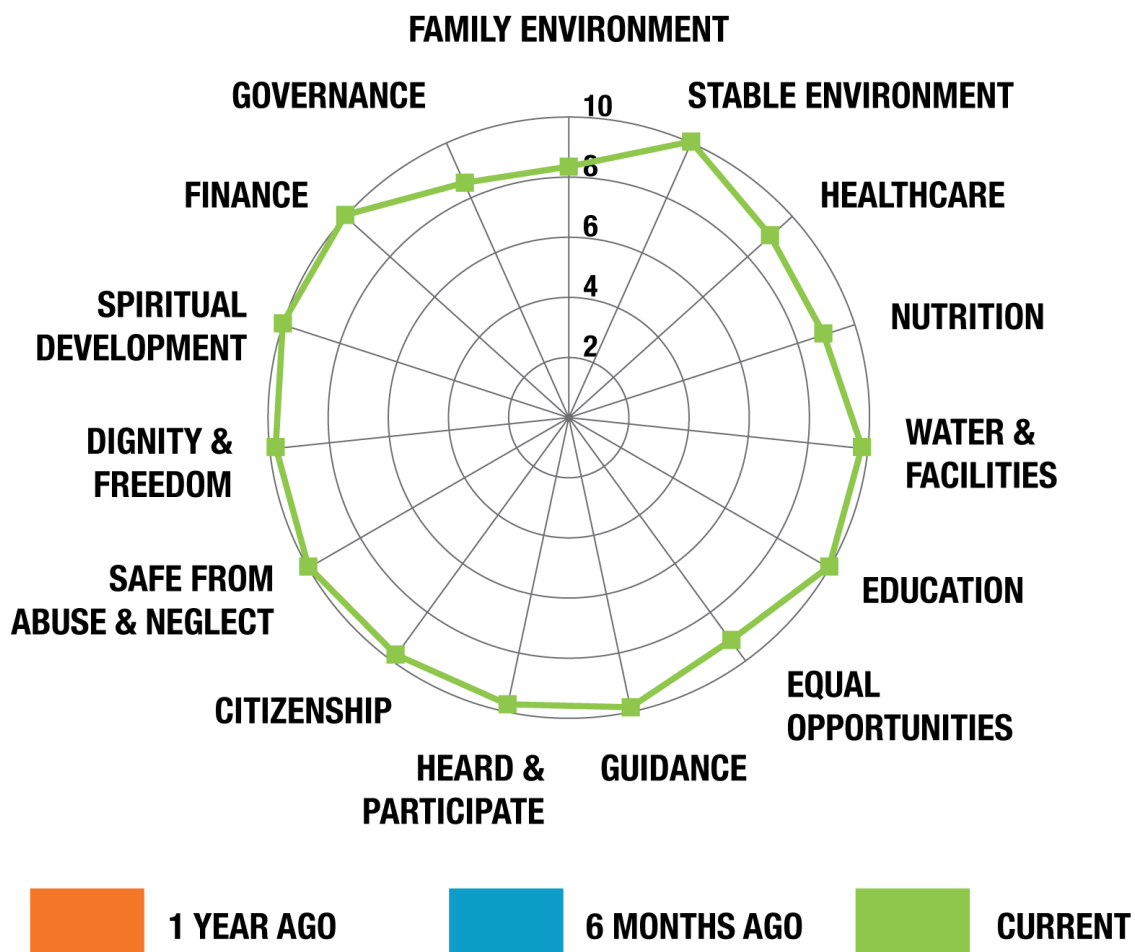 FAMILY ENVIRONMENT
GOVERNANCE
10
STABLE ENVIRONMENT
8
FINANCE
HEALTHCARE
6
4
SPIRITUAL
DEVELOPMENT
NUTRITION
2
DIGNITY &
FREEDOM
WATER &
FACILITIES
SAFE FROM
ABUSE & NEGLECT
EDUCATION
CITIZENSHIP
EQUAL
OPPORTUNITIES
HEARD &
PARTICIPATE
GUIDANCE
1 YEAR AGO
6 MONTHS AGO
CURRENT